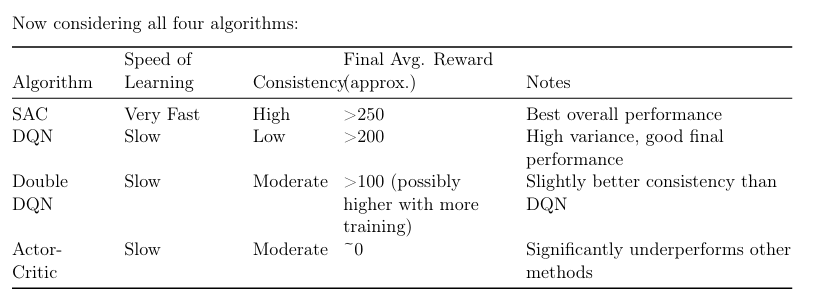 Now considering all four algorithms:
Speed of Final Avg. Reward
Algorithm Learning Consistency(approx.) Notes
SAC Very Fast High >250 Best overall performance
DQN Slow Low >200 High variance, good final
performance
Double Slow Moderate >100 (possibly Slightly better consistency than
DQN higher with more DQN
training)
Actor- Slow Moderate ~0 Significantly underperforms other
Critic methods